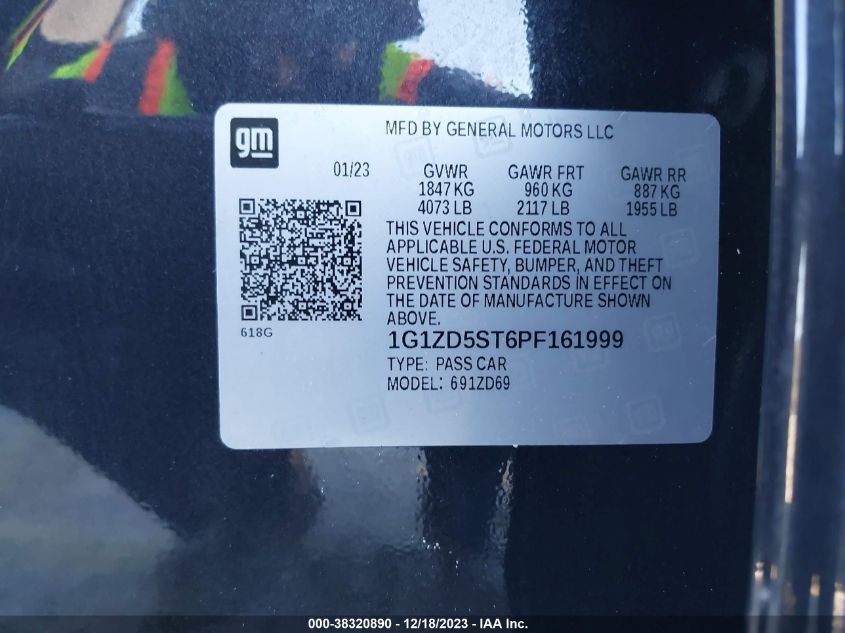 gm
MFD BY GENERAL MOTORS LLC
01/23
GVWR GAWR FRT GAWR RR
1847 KG 960 KG 887 KG
4073 LB 2117 LB 1955 LB
THIS VEHICLE CONFORMS TO ALL
APPLICABLE U.S. FEDERAL MOTOR
VEHICLE SAFETY, BUMPER, AND THEFT
PREVENTION STANDARDS IN EFFECT ON
THE DATE OF MANUFACTURE SHOWN
ABOVE.
618G
1G1ZD5ST6PF161999
TYPE: PASS CAR
MODEL: 691ZD69
000-38320890 - 12/18/2023 - IAA Inc.